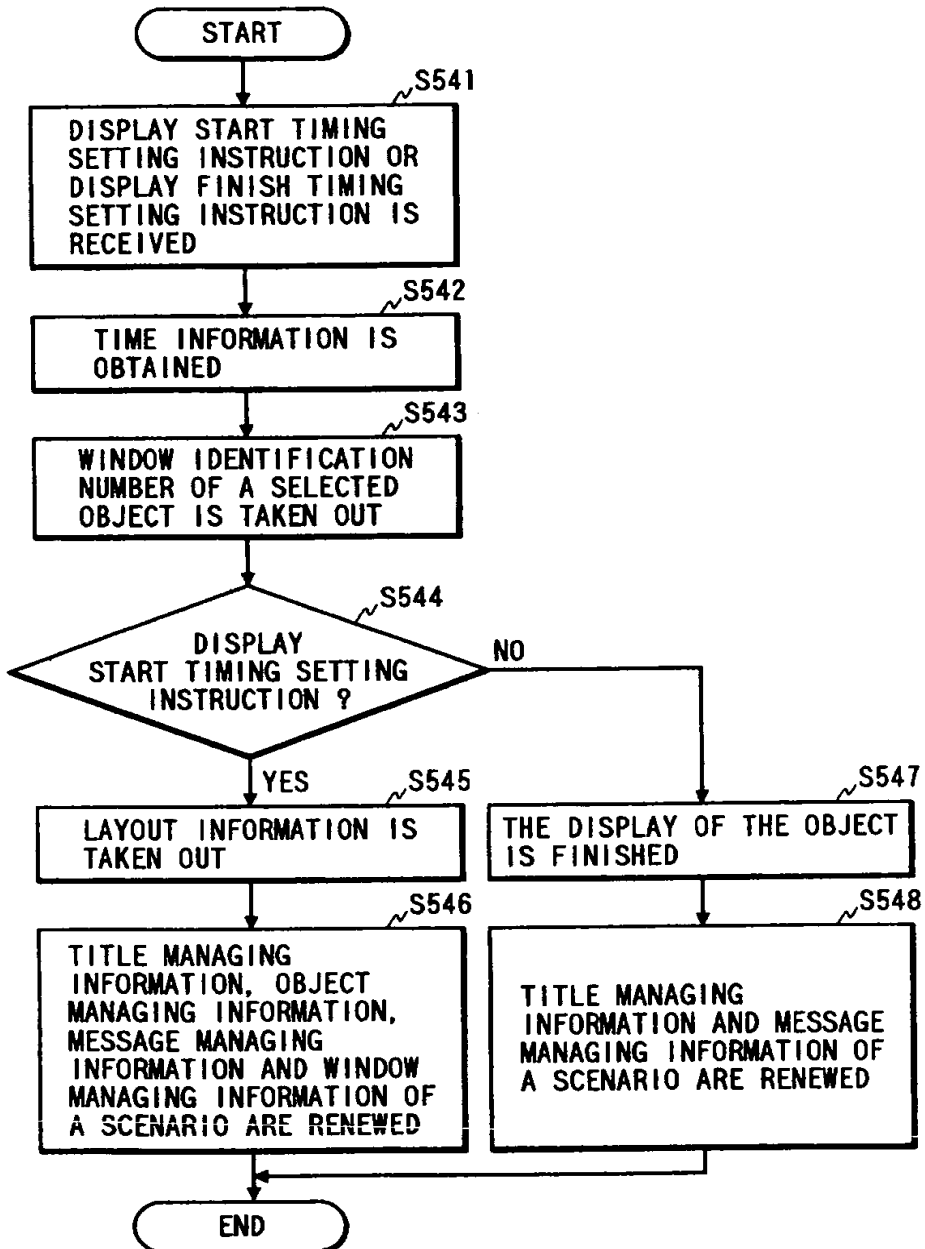 START
S541
DISPLAY START TIMING
SETTING INSTRUCTION OR
DISPLAY FINISH TIMING
SETTING INSTRUCTION IS
RECEIVED
S542
TIME INFORMATION IS
OBTAINED
S543
WINDOW IDENTIFICATION
NUMBER OF A SELECTED
OBJECT IS TAKEN OUT
S544
DISPLAY
START TIMING SETTING
INSTRUCTION ?
NO
YES
S545
LAYOUT INFORMATION IS
TAKEN OUT
S546
TITLE MANAGING
INFORMATION, OBJECT
MANAGING INFORMATION,
MESSAGE MANAGING
INFORMATION AND WINDOW
MANAGING INFORMATION OF
A SCENARIO ARE RENEWED
S547
THE DISPLAY OF THE OBJECT
IS FINISHED
S548
TITLE MANAGING
INFORMATION AND MESSAGE
MANAGING INFORMATION OF
A SCENARIO ARE RENEWED
END